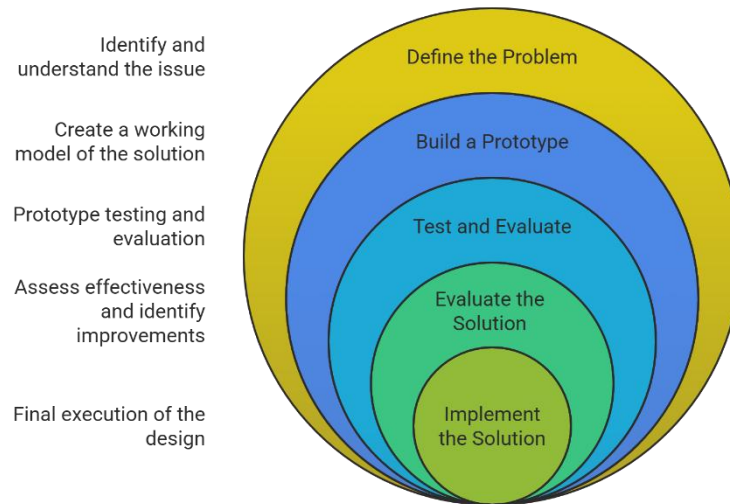 Identify and
understand the issue
Define the Problem
Create a working
model of the solution
Build a Prototype
Prototype testing and
evaluation
Test and Evaluate
Assess effectiveness
and identify
improvements
Evaluate the
Solution
Final execution of the
design
Implement
the Solution